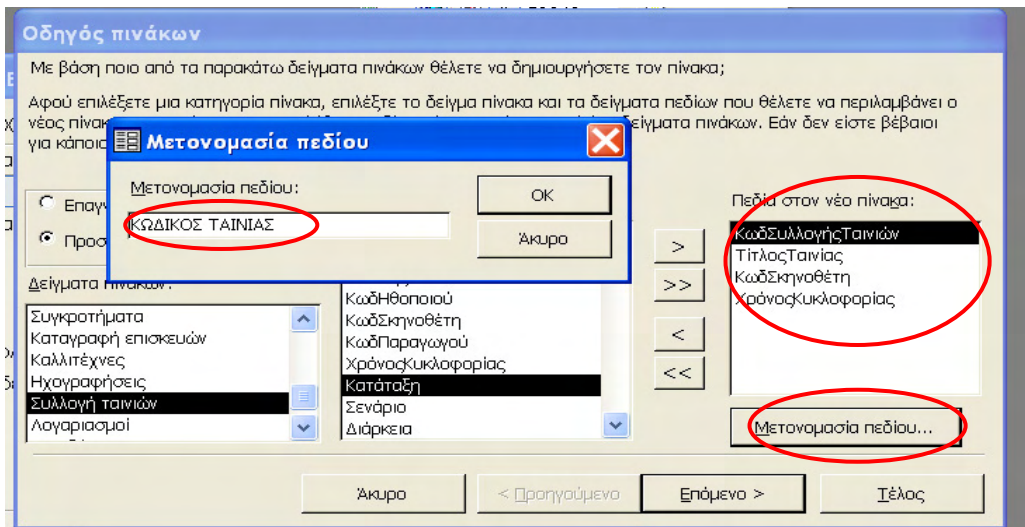 Οδηγός πινάκων
Με βάση ποιο από τα παρακάτω δείγματα πινάκων θέλετε να δημιουργήσετε τον πίνακα;
Αφού επιλέξετε μια κατηγορία πίνακα, επιλέξτε το δείγμα πίνακα και τα δείγματα πεδίων που θέλετε να περιλαμβάνει ο
νέος δείγματα πινάκων. Εάν δεν είστε βέβαιοι
για
Μετονομασία πεδίου
Μετονομασία πεδίου:
ΚΩΔΙΚΟΣ ΤΑΙΝΙΑΣ
OK
Άκυρο
Πεδία στον νέο πίνακα:
ΚωδΣυλλογήςΤαινιών
ΤίτλοςΤαινίας
ΚωδΣκηνοθέτη
ΧρόνοςΚυκλοφορίας
>
>>
<
<<
Δείγματα πινάκων:
Συγκροτήματα
Καταγραφή επισκευών
Καλλιτέχνες
Ηχογραφήσεις
Συλλογή ταινιών
Λογαριασμοί
ΚωδΗθοποιού
ΚωδΣκηνοθέτη
ΚωδΠαραγωγού
ΧρόνοςΚυκλοφορίας
Κατάταξη
Σενάριο
Διάρκεια
Μετονομασία πεδίου...
Άκυρο
< Προηγούμενο
Επόμενο >
Τέλος